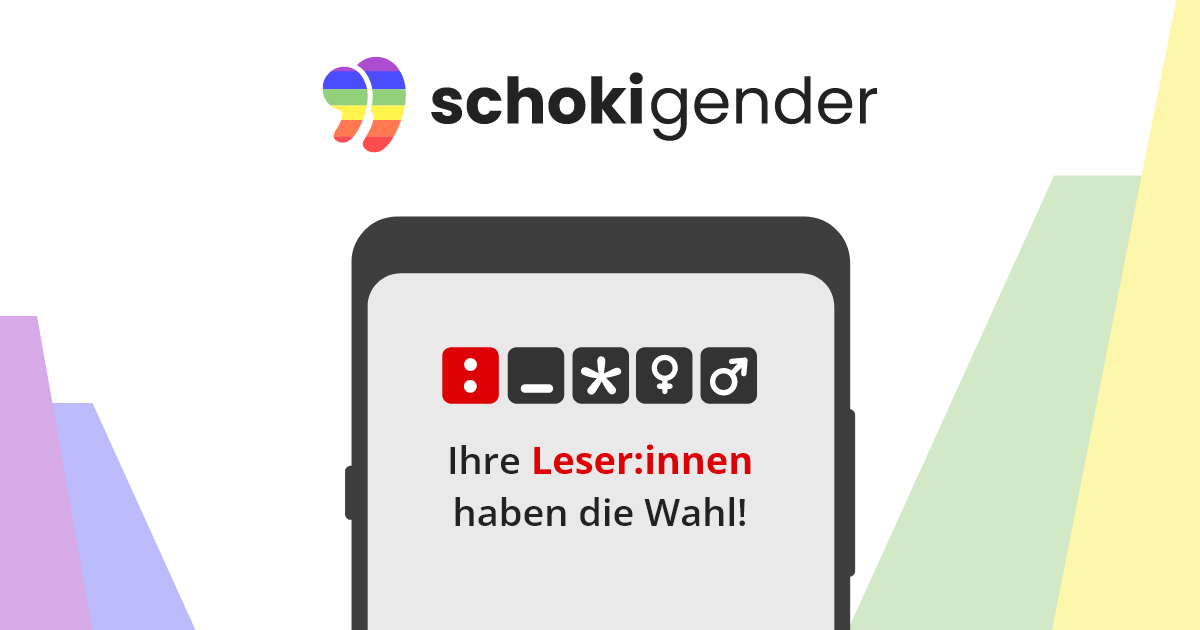 schokigender
: _ * ♀ ♂
Ihre Leser:innen
haben die Wahl!